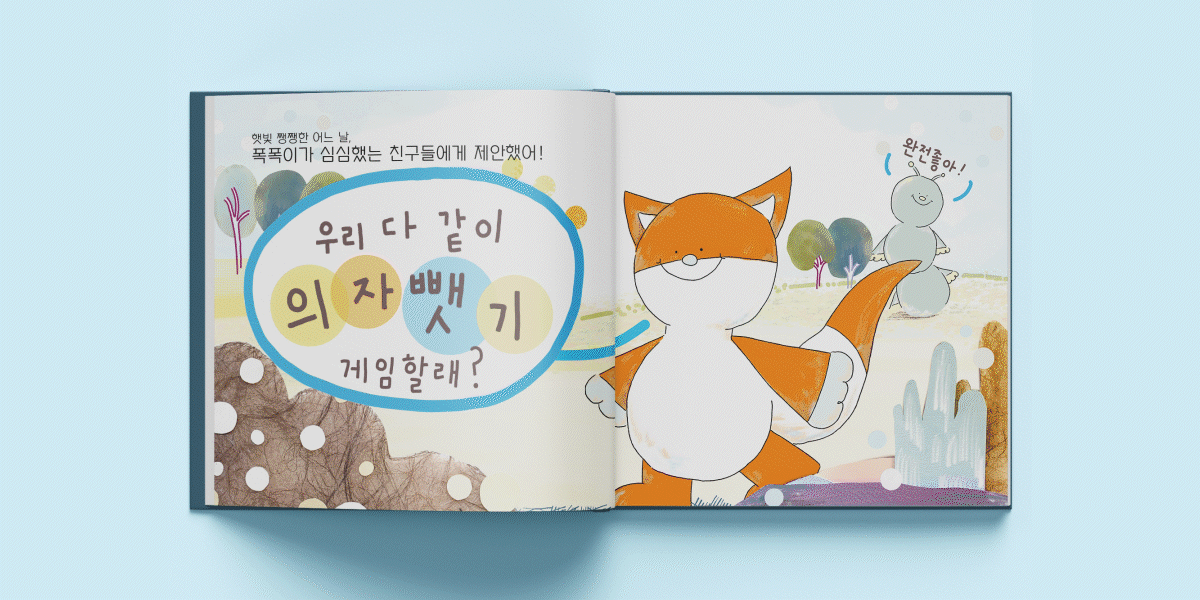 햇빛 쨍쨍한 어느 날,
폭폭이가 심심했는 친구들에게 제안했어!
우리 다 같이
의자뺏기
게임할래?
완전좋아!